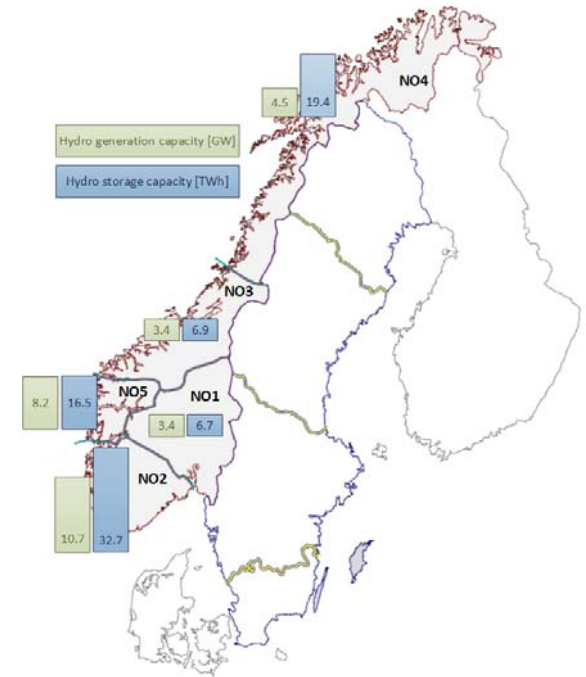 NO4
4.5
19.4
Hydro generation capacity [GW]
Hydro storage capacity [TWh]
NO3
3.4
6.9
NO5
NO1
8.2
16.5
3.4
6.7
NO2
10.7
32.7